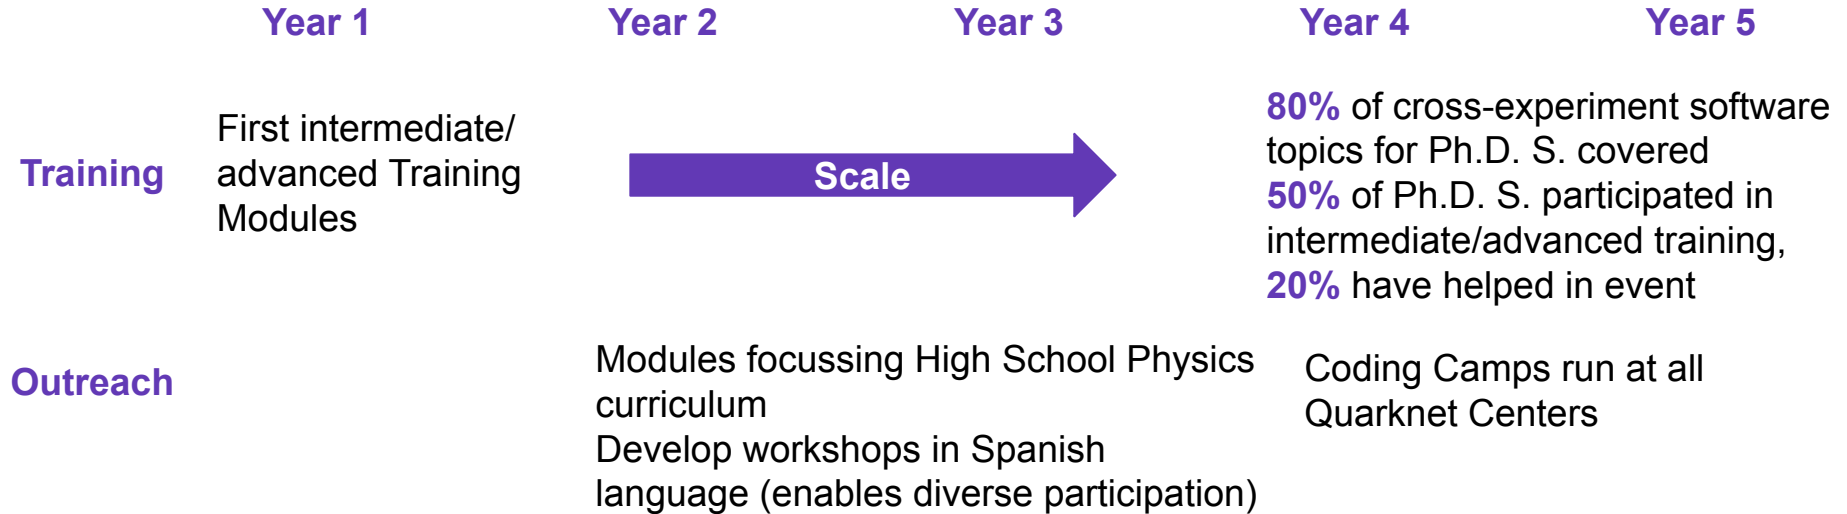 Year 1 Year 2 Year 3 Year 4 Year 5
Training
First intermediate/
advanced Training
Modules
Scale
80% of cross-experiment software
topics for Ph.D. S. covered
50% of Ph.D. S. participated in
intermediate/advanced training,
20% have helped in event
Outreach
Modules focussing High School Physics
curriculum
Develop workshops in Spanish
language (enables diverse participation)
Coding Camps run at all
Quarknet Centers